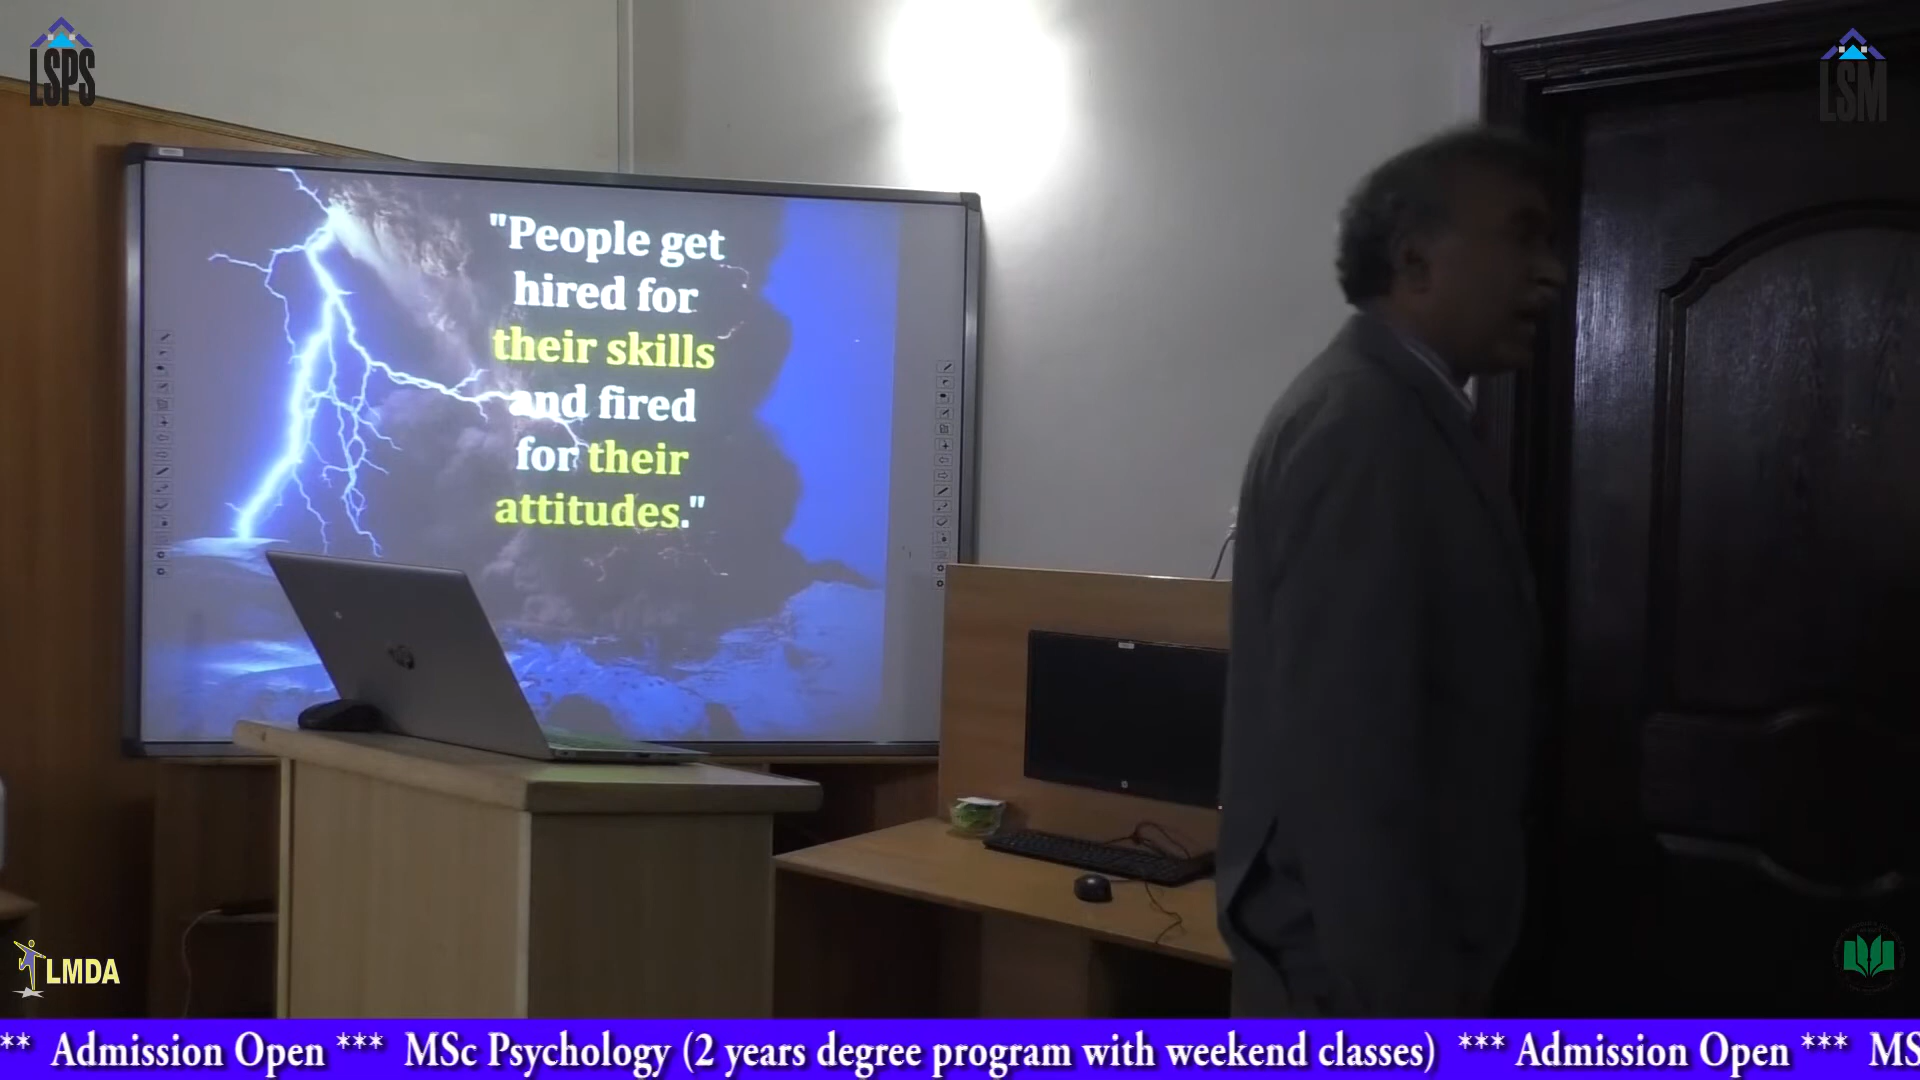 LSPS
LSM
"People get
hired for
their skills
and fired
for their
attitudes."
LMDA
** Admission Open *** MSc Psychology (2 years degree program with weekend classes) *** Admission Open *** MS